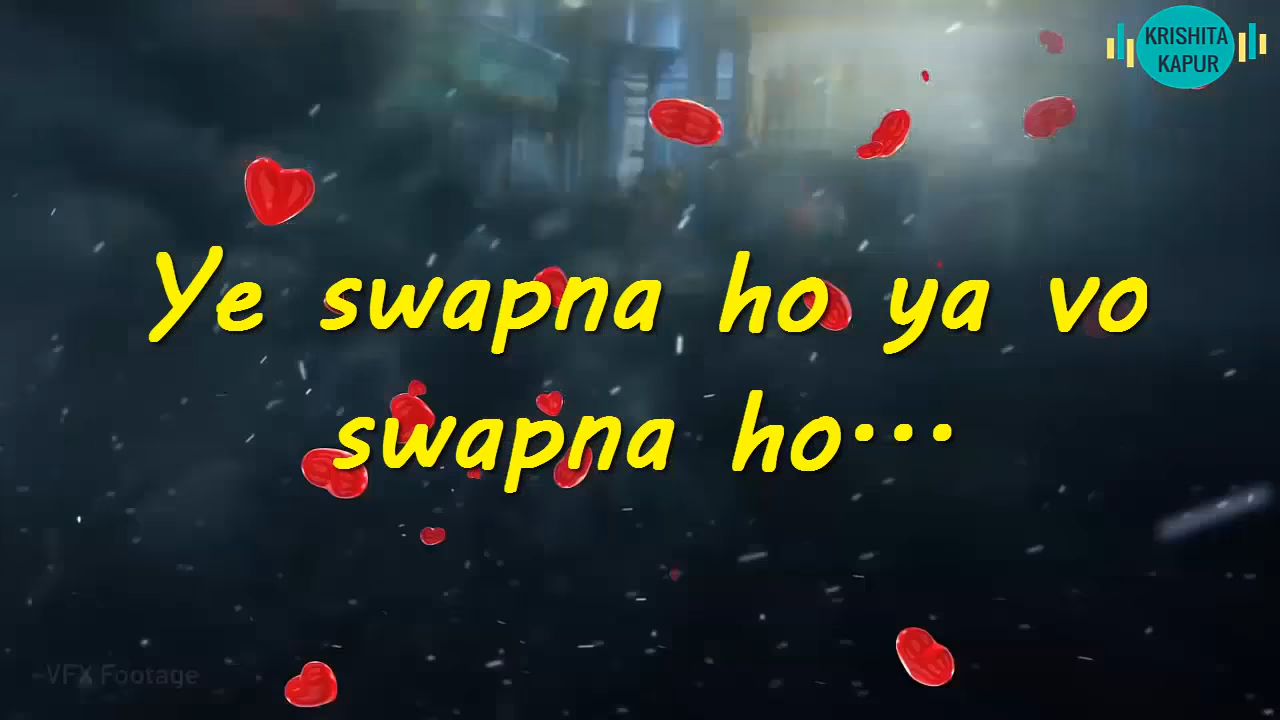 KRISHITA
KAPUR
Ye swapna ho ya vo
swapna ho...
VFX Footage